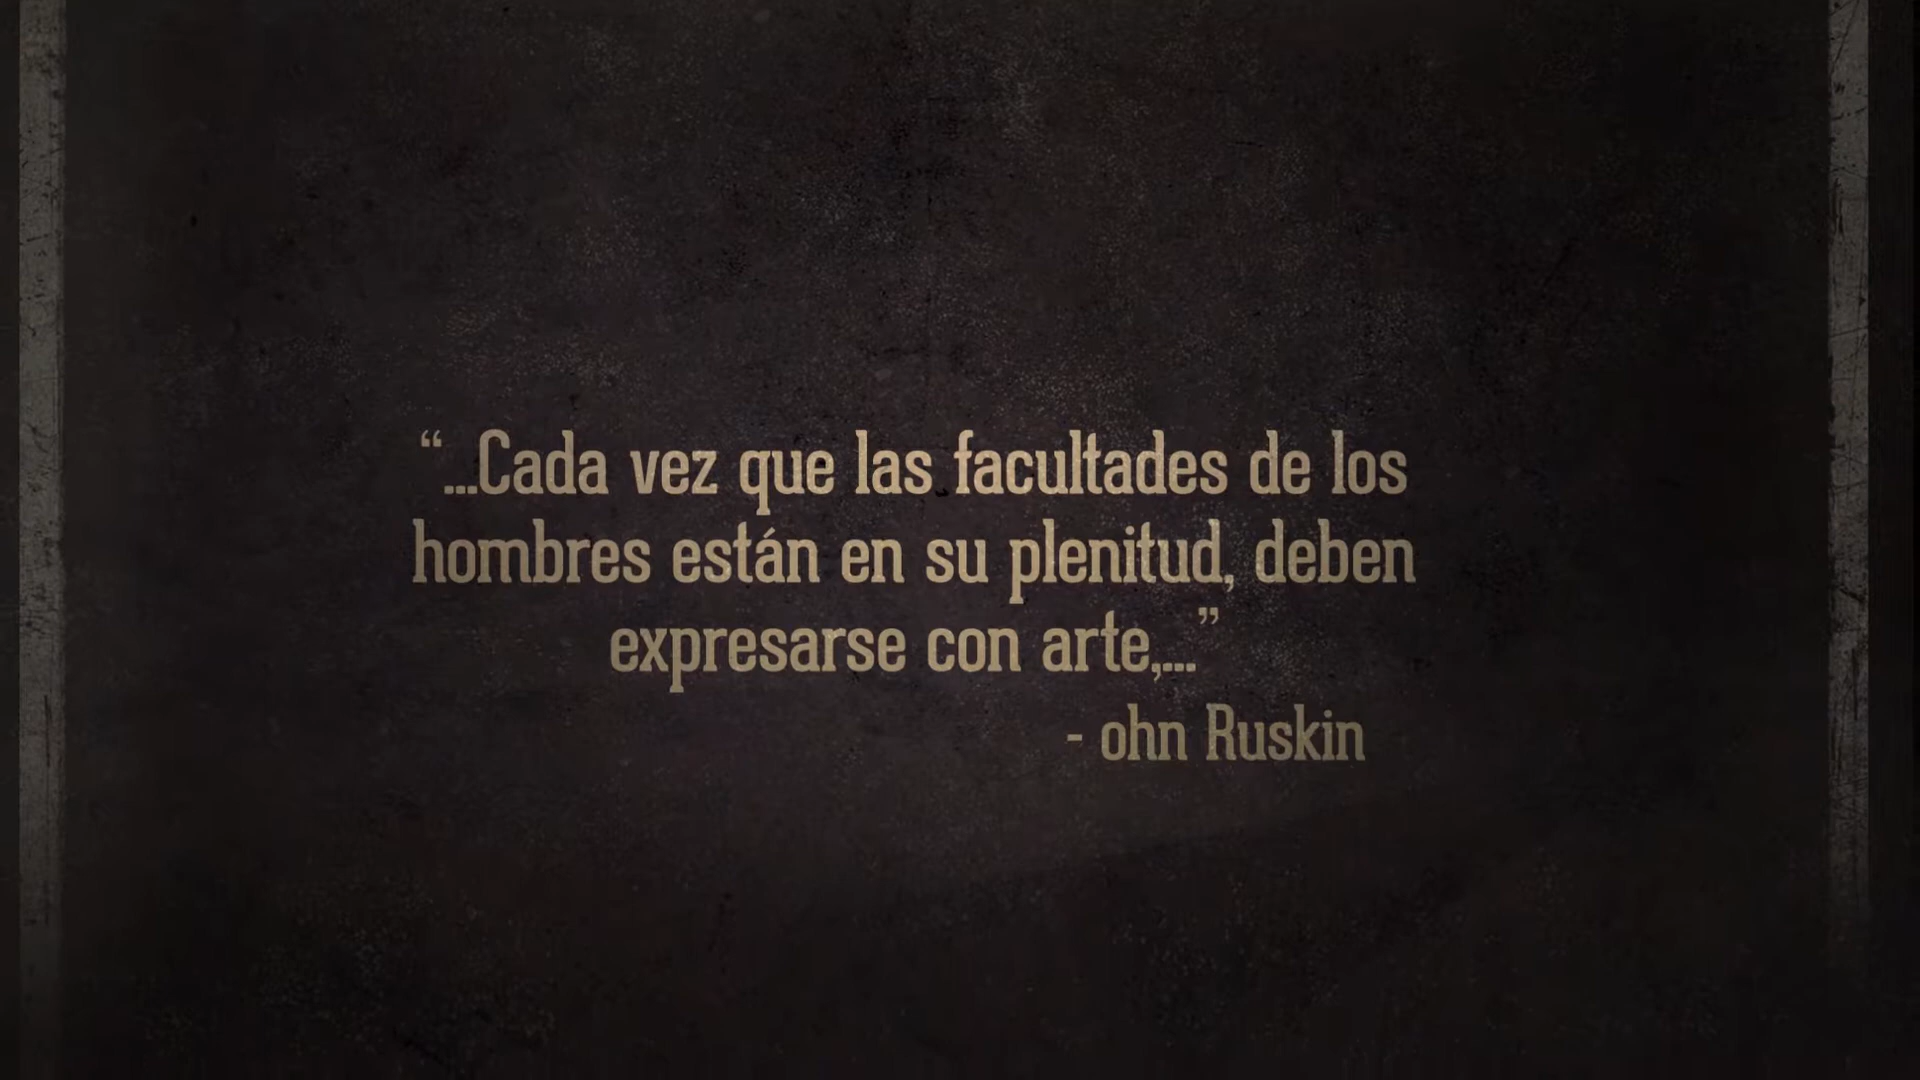 “...Cada vez que las facultades de los
hombres están en su plenitud, deben
expresarse con arte,...”
- ohn Ruskin